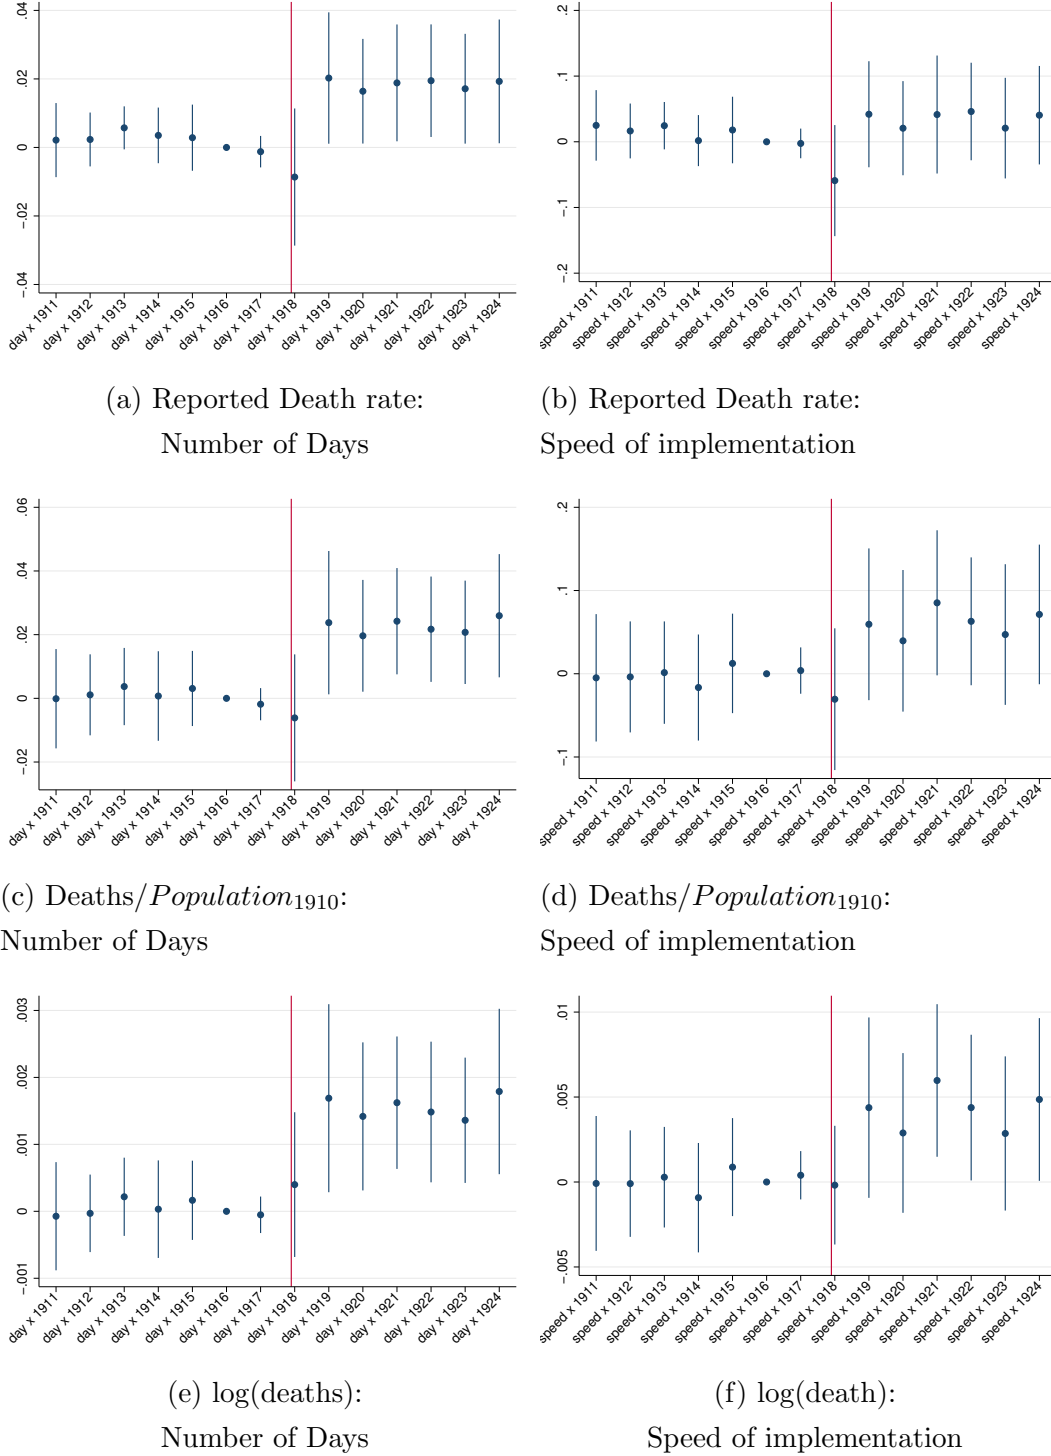 .04
.02
0
-.02
-.04
day x 1911
day x 1912
day x 1913
day x 1914
day x 1915
day x 1916
day x 1917
day x 1918
day x 1919
day x 1920
day x 1921
day x 1922
day x 1923
day x 1924
(a) Reported Death rate:
Number of Days
.2
.1
0
-.1
-.2
speed x 1911
speed x 1912
speed x 1913
speed x 1914
speed x 1915
speed x 1916
speed x 1917
speed x 1918
speed x 1919
speed x 1920
speed x 1921
speed x 1922
speed x 1923
speed x 1924
(b) Reported Death rate:
Speed of implementation
.06
.04
.02
0
-.02
day x 1911
day x 1912
day x 1913
day x 1914
day x 1915
day x 1916
day x 1917
day x 1918
day x 1919
day x 1920
day x 1921
day x 1922
day x 1923
day x 1924
(c) Deaths/Population1910:
Number of Days
.2
.1
0
-.1
speed x 1911
speed x 1912
speed x 1913
speed x 1914
speed x 1915
speed x 1916
speed x 1917
speed x 1918
speed x 1919
speed x 1920
speed x 1921
speed x 1922
speed x 1923
speed x 1924
(d) Deaths/Population1910:
Speed of implementation
.003
.002
.001
0
-.001
day x 1911
day x 1912
day x 1913
day x 1914
day x 1915
day x 1916
day x 1917
day x 1918
day x 1919
day x 1920
day x 1921
day x 1922
day x 1923
day x 1924
(e) log(deaths):
Number of Days
.01
.005
0
-.005
speed x 1911
speed x 1912
speed x 1913
speed x 1914
speed x 1915
speed x 1916
speed x 1917
speed x 1918
speed x 1919
speed x 1920
speed x 1921
speed x 1922
speed x 1923
speed x 1924
(f) log(death):
Speed of implementation